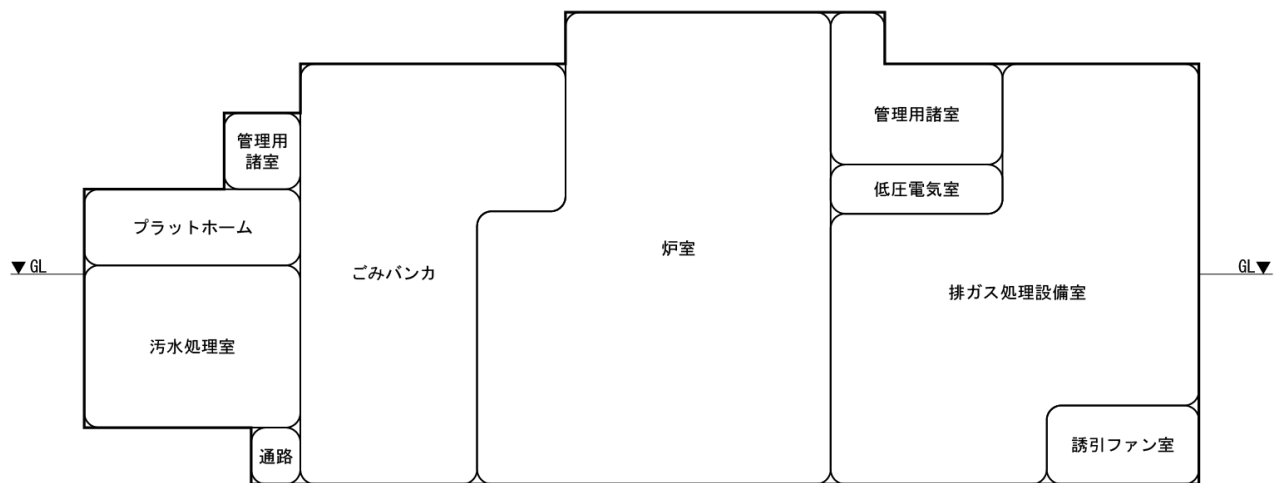 管理用
諸室
管理用諸室
低圧電気室
プラットホーム
炉室
▼GL
ごみバンカ
GL▼
排ガス処理設備室
汚水処理室
通路
誘引ファン室